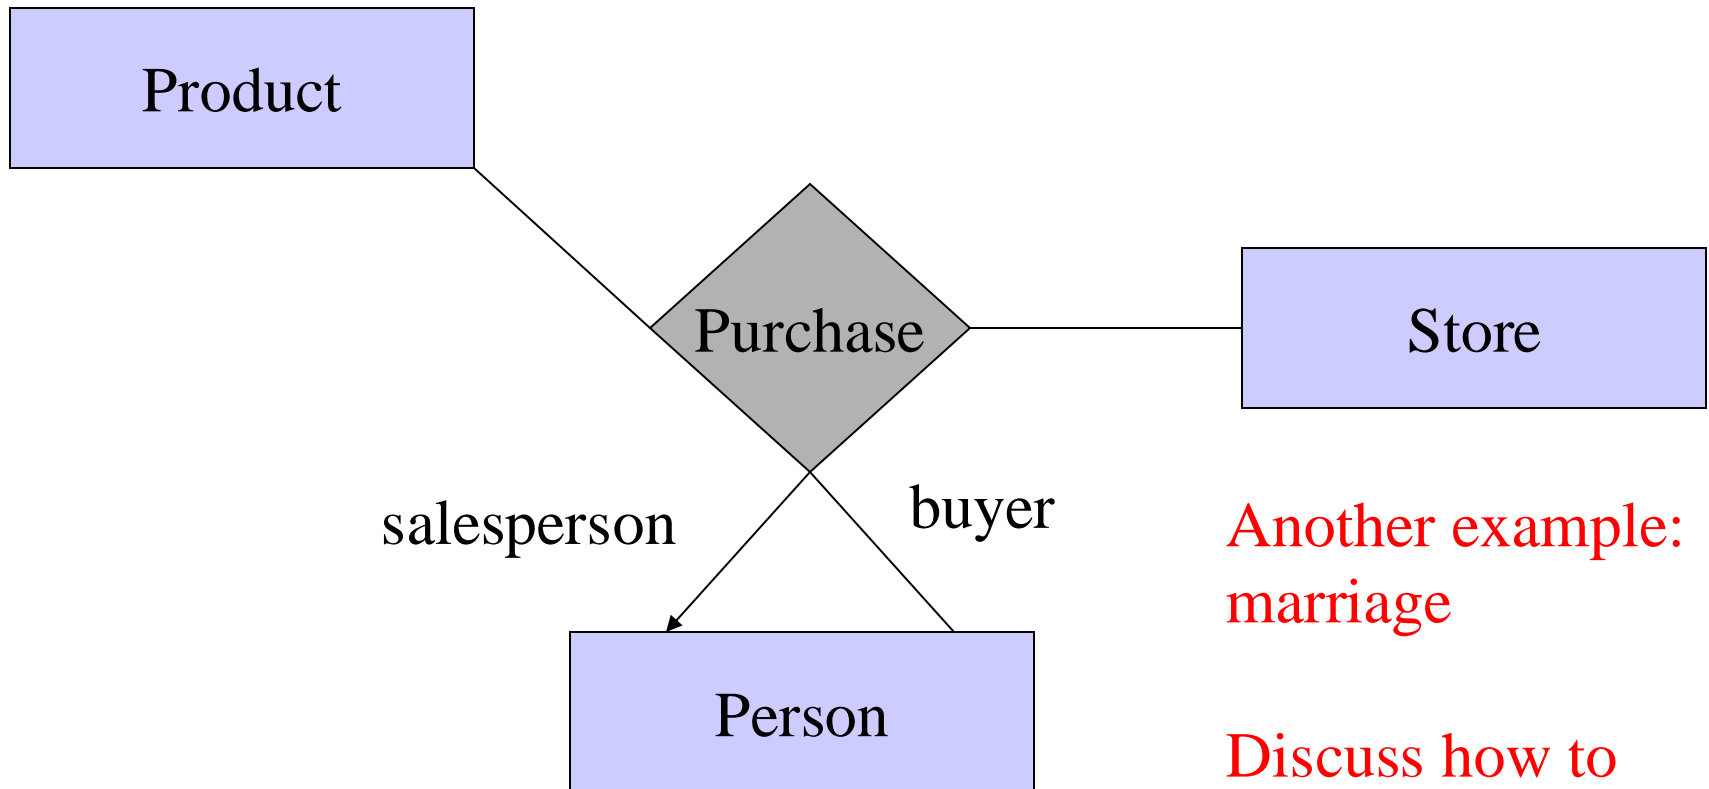 Product
Purchase
Store
salesperson
buyer
Another example:
marriage
Person
Discuss how to